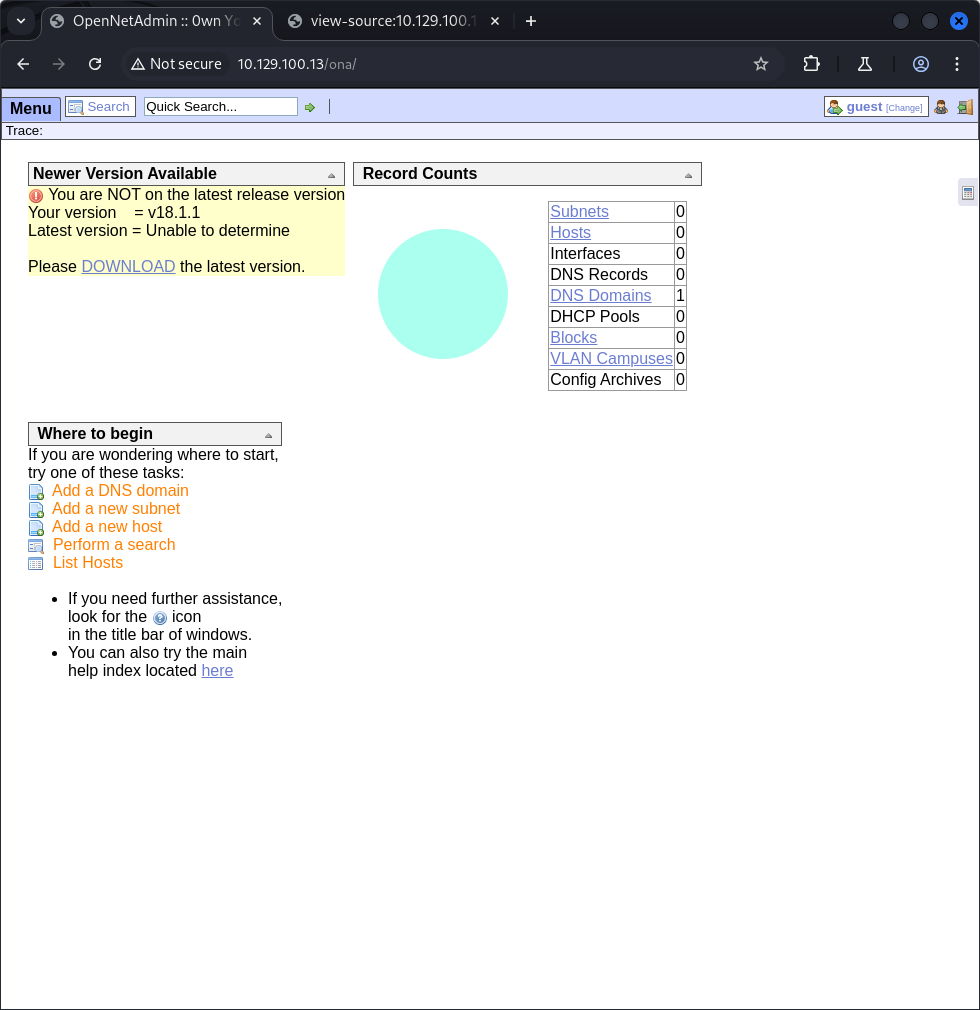 OpenNetAdmin :: 0wn Yo
view-source:10.129.100.1
Not secure 10.129.100.13/ona/
Menu Search Quick Search... guest [Change]
Trace:
Newer Version Available
You are NOT on the latest release version
Your version = v18.1.1
Latest version = Unable to determine
Please DOWNLOAD the latest version.
Record Counts
Subnets 0
Hosts 0
Interfaces 0
DNS Records 0
DNS Domains 1
DHCP Pools 0
Blocks 0
VLAN Campuses 0
Config Archives 0
Where to begin
If you are wondering where to start,
try one of these tasks:
Add a DNS domain
Add a new subnet
Add a new host
Perform a search
List Hosts
If you need further assistance,
look for the icon
in the title bar of windows.
You can also try the main
help index located here